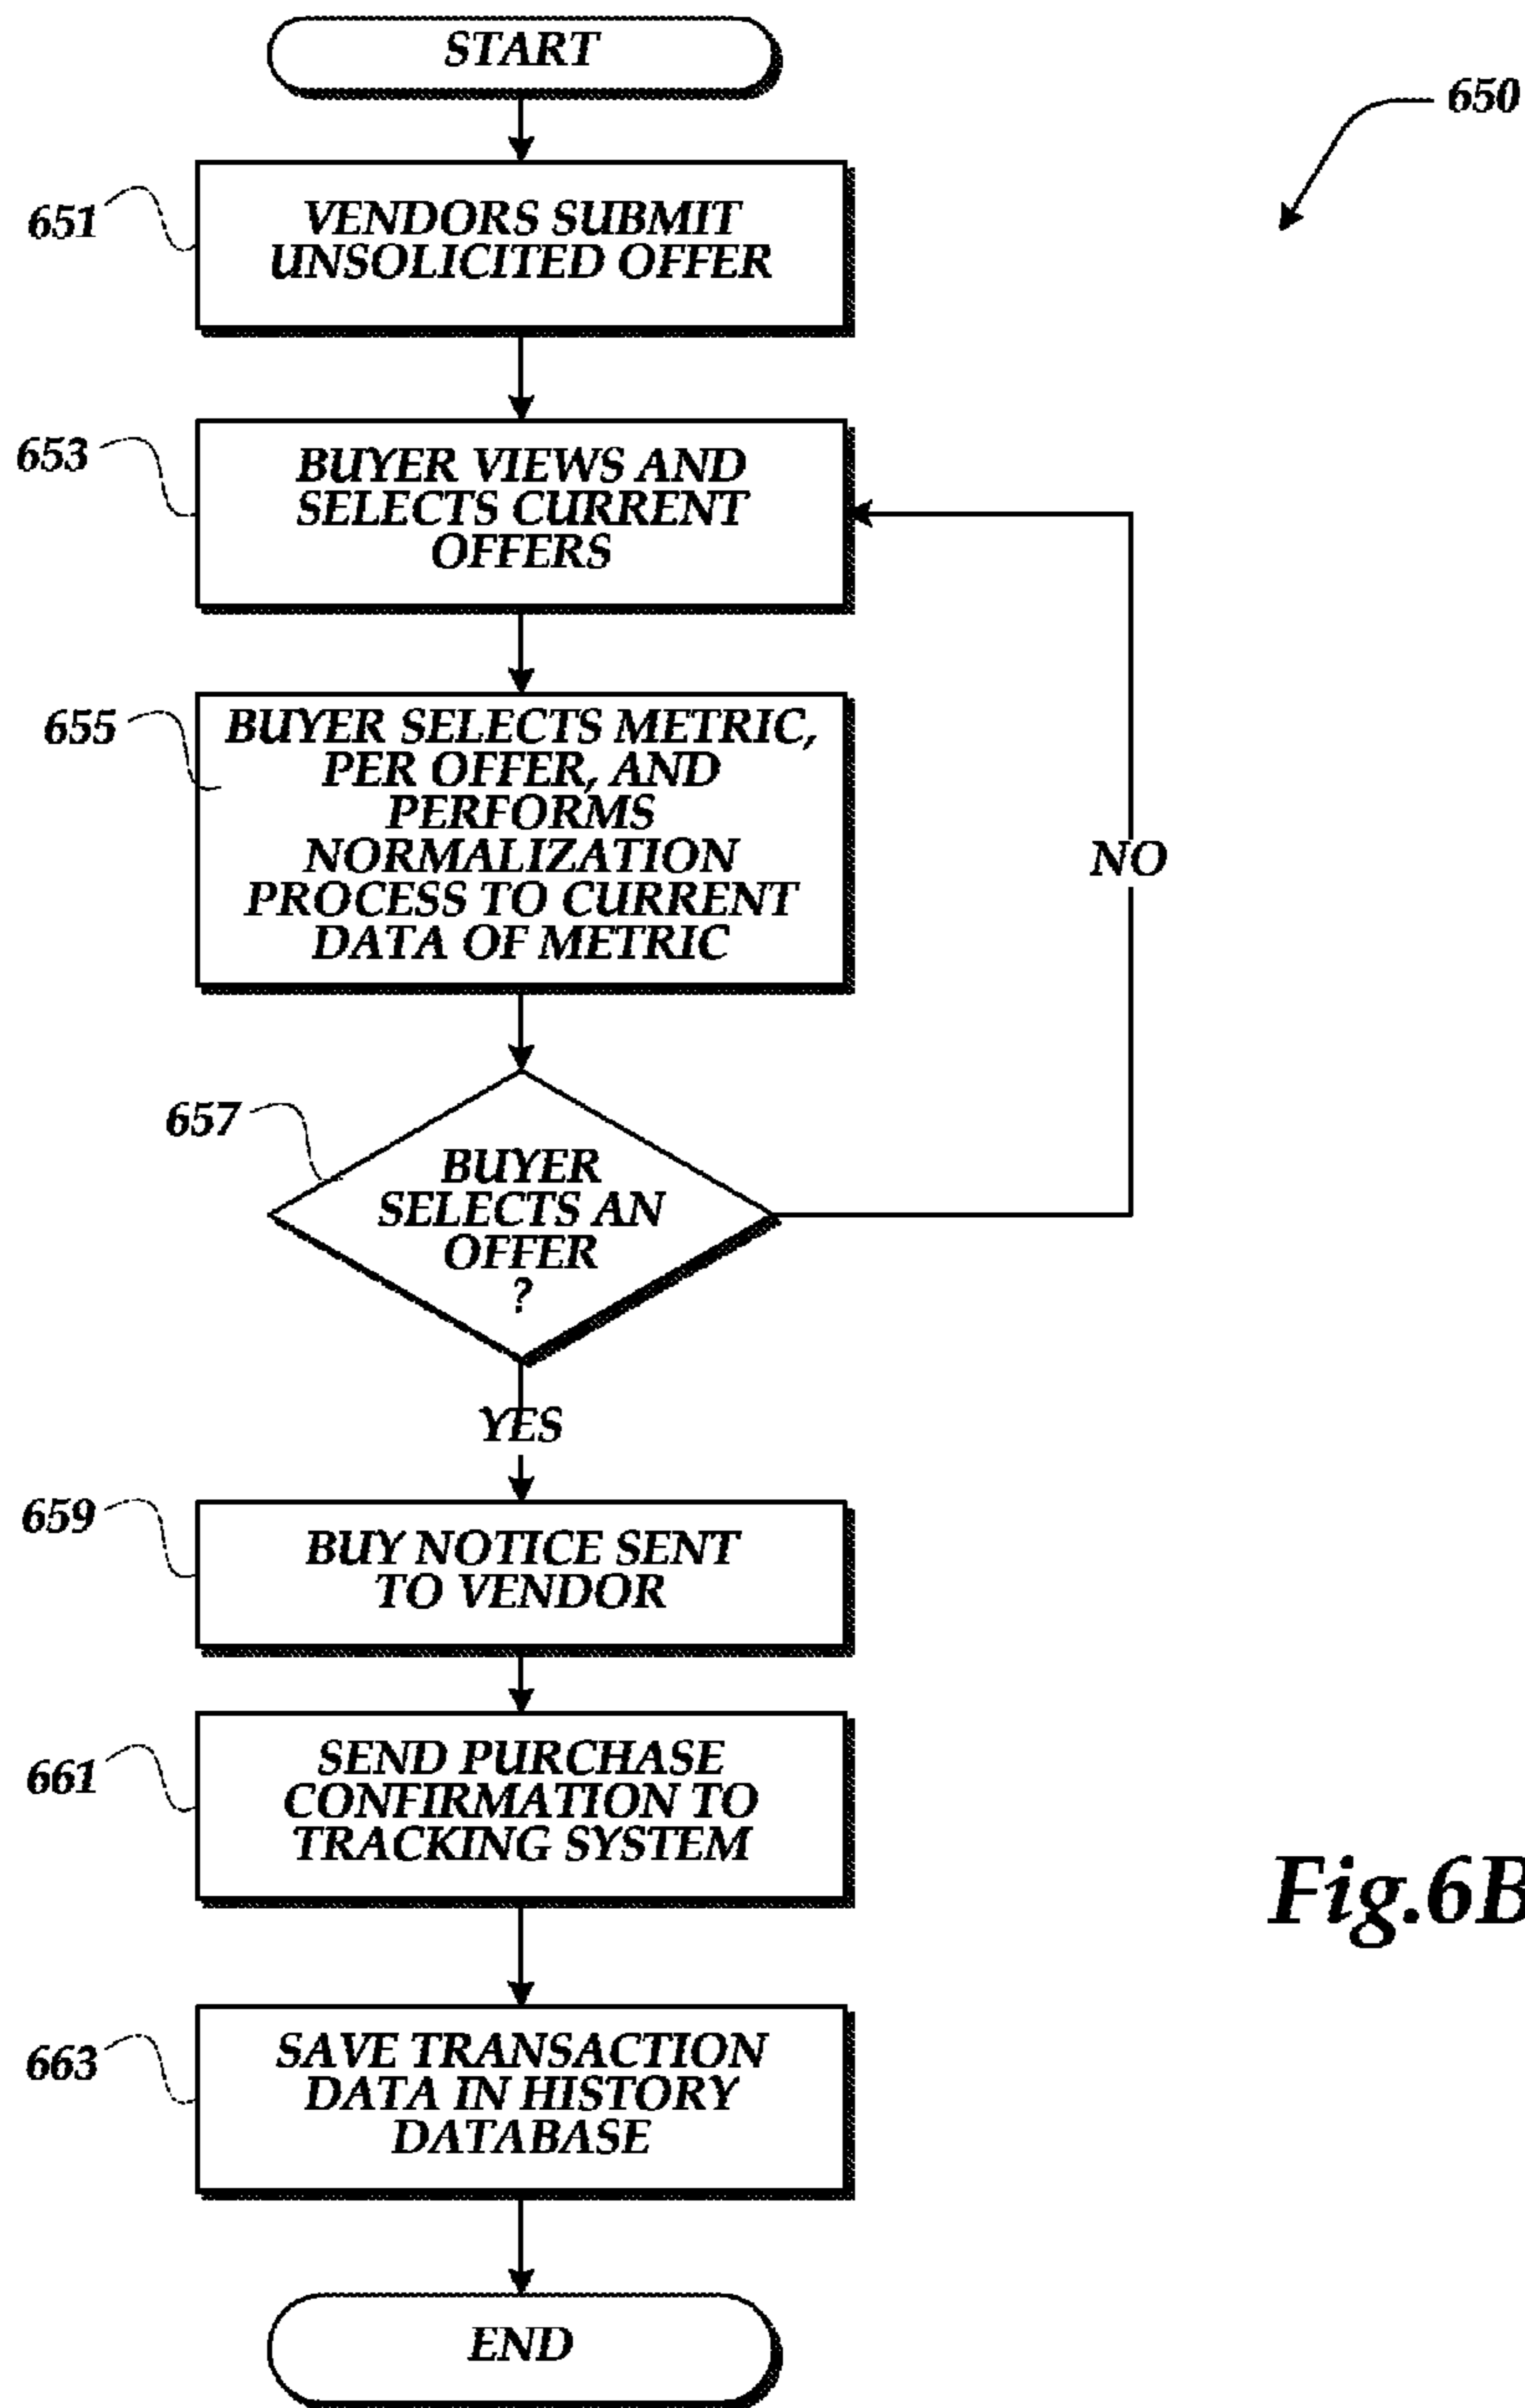 START
650
651
VENDORS SUBMIT
UNSOLICITED OFFER
653
BUYER VIEWS AND
SELECTS CURRENT
OFFERS
655
BUYER SELECTS METRIC,
PER OFFER, AND
PERFORMS
NORMALIZATION
PROCESS TO CURRENT
DATA OF METRIC
NO
657
BUYER
SELECTS AN
OFFER
?
YES
659
BUY NOTICE SENT
TO VENDOR
661
SEND PURCHASE
CONFIRMATION TO
TRACKING SYSTEM
Fig.6B
663
SAVE TRANSACTION
DATA IN HISTORY
DATABASE
END